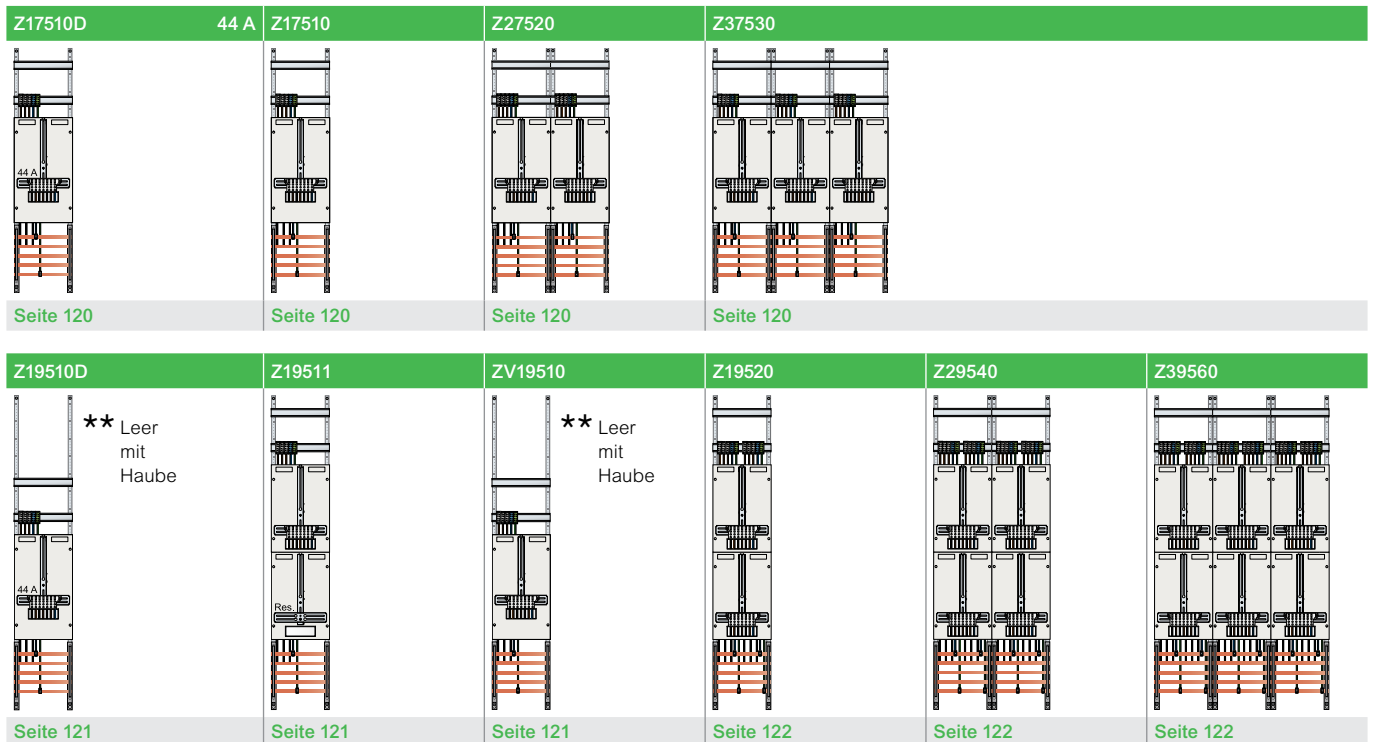 Z17510D 44 A Z17510 Z27520 Z37530
44 A
Seite 120 Seite 120 Seite 120 Seite 120
Z19510D Z19511 ZV19510 Z19520 Z29540 Z39560
** Leer
mit
Haube
** Leer
mit
Haube
44 A
Res.
Seite 121 Seite 121 Seite 121 Seite 122 Seite 122 Seite 122